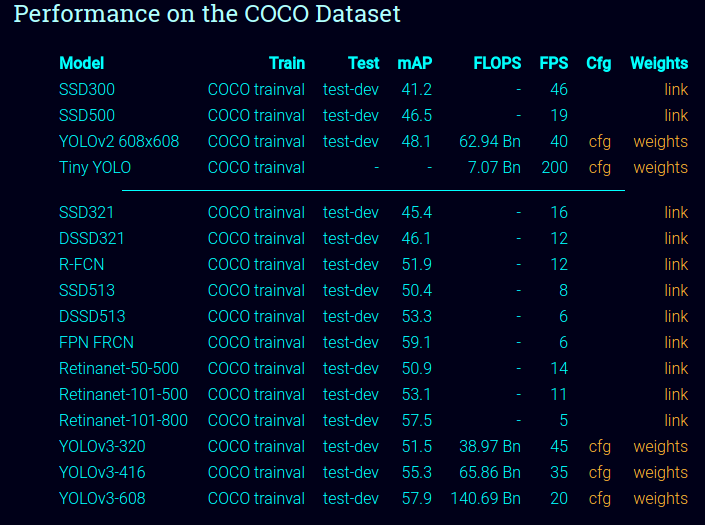 Performance on the COCO Dataset
Model Train Test mAP FLOPS FPS Cfg Weights
SSD300 COCO trainval test-dev 41.2 - 46 link
SSD500 COCO trainval test-dev 46.5 - 19 link
YOLOv2 608x608 COCO trainval test-dev 48.1 62.94 Bn 40 cfg weights
Tiny YOLO COCO trainval - - 7.07 Bn 200 cfg weights
SSD321 COCO trainval test-dev 45.4 - 16 link
DSSD321 COCO trainval test-dev 46.1 - 12 link
R-FCN COCO trainval test-dev 51.9 - 12 link
SSD513 COCO trainval test-dev 50.4 - 8 link
DSSD513 COCO trainval test-dev 53.3 - 6 link
FPN FRCN COCO trainval test-dev 59.1 - 6 link
Retinanet-50-500 COCO trainval test-dev 50.9 - 14 link
Retinanet-101-500 COCO trainval test-dev 53.1 - 11 link
Retinanet-101-800 COCO trainval test-dev 57.5 - 5 link
YOLOv3-320 COCO trainval test-dev 51.5 38.97 Bn 45 cfg weights
YOLOv3-416 COCO trainval test-dev 55.3 65.86 Bn 35 cfg weights
YOLOv3-608 COCO trainval test-dev 57.9 140.69 Bn 20 cfg weights